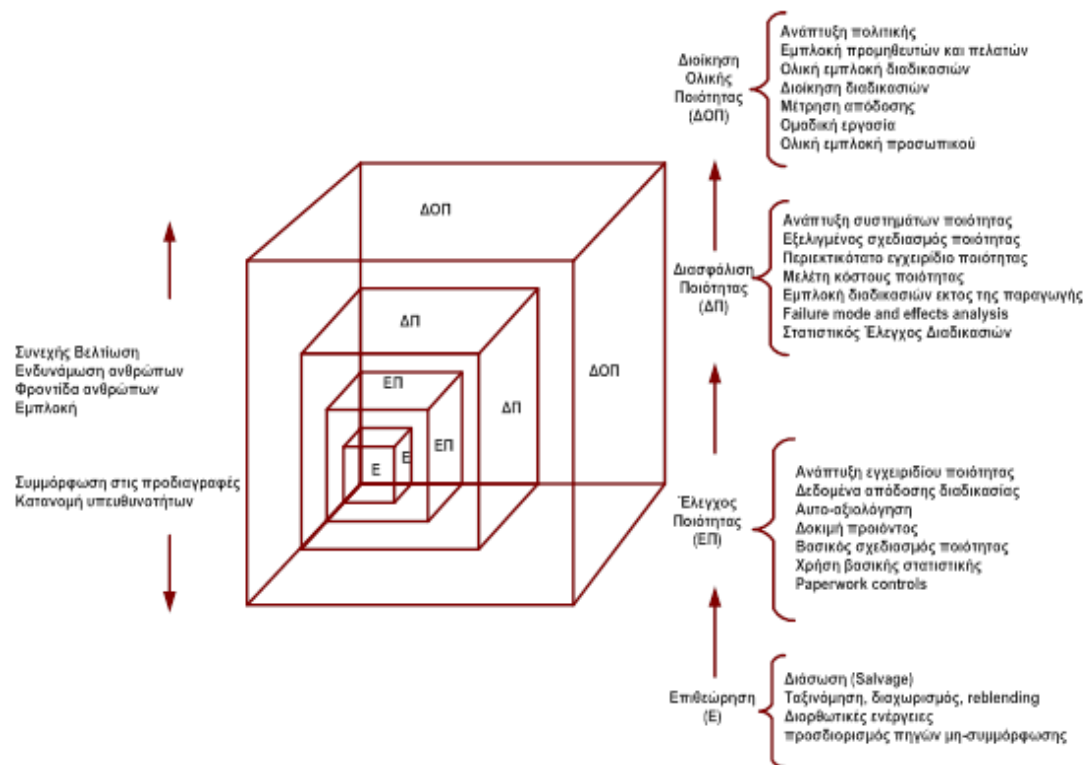 Διοίκηση
Ολικής
Ποιότητας
(ΔΟΠ)
Ανάπτυξη πολιτικής
Εμπλοκή προμηθευτών και πελατών
Ολική εμπλοκή διαδικασιών
Διοίκηση διαδικασιών
Μέτρηση απόδοσης
Ομαδική εργασία
Ολική εμπλοκή προσωπικού
Διασφάλιση
Ποιότητας
(ΔΠ)
Ανάπτυξη συστημάτων ποιότητας
Εξελιγμένος σχεδιασμός ποιότητας
Περιεκτικότατο εγχειρίδιο ποιότητας
Μελέτη κόστους ποιότητας
Εμπλοκή διαδικασιών εκτος της παραγωγής
Failure mode and effects analysis
Στατιστικός Έλεγχος Διαδικασιών
Έλεγχος
Ποιότητας
(ΕΠ)
Ανάπτυξη εγχειριδίου ποιότητας
Δεδομένα απόδοσης διαδικασίας
Αυτο-αξιολόγηση
Δοκιμή προιόντος
Βασικός σχεδιασμός ποιότητας
Χρήση βασικής στατιστικής
Paperwork controls
Επιθεώρηση
(Ε)
Διάσωση (Salvage)
Ταξινόμηση, διαχωρισμός, reblending
Διορθωτικές ενέργειες
προσδιορισμός πηγών μη-συμμόρφωσης
Συνεχής Βελτίωση
Ενδυνάμωση ανθρώπων
Φροντίδα ανθρώπων
Εμπλοκή
Συμμόρφωση στις προδιαγραφές
Κατανομή υπευθυνοτήτων
ΔΟΠ
ΔΠ
ΕΠ
Ε
Ε
ΕΠ
ΔΠ
ΔΟΠ